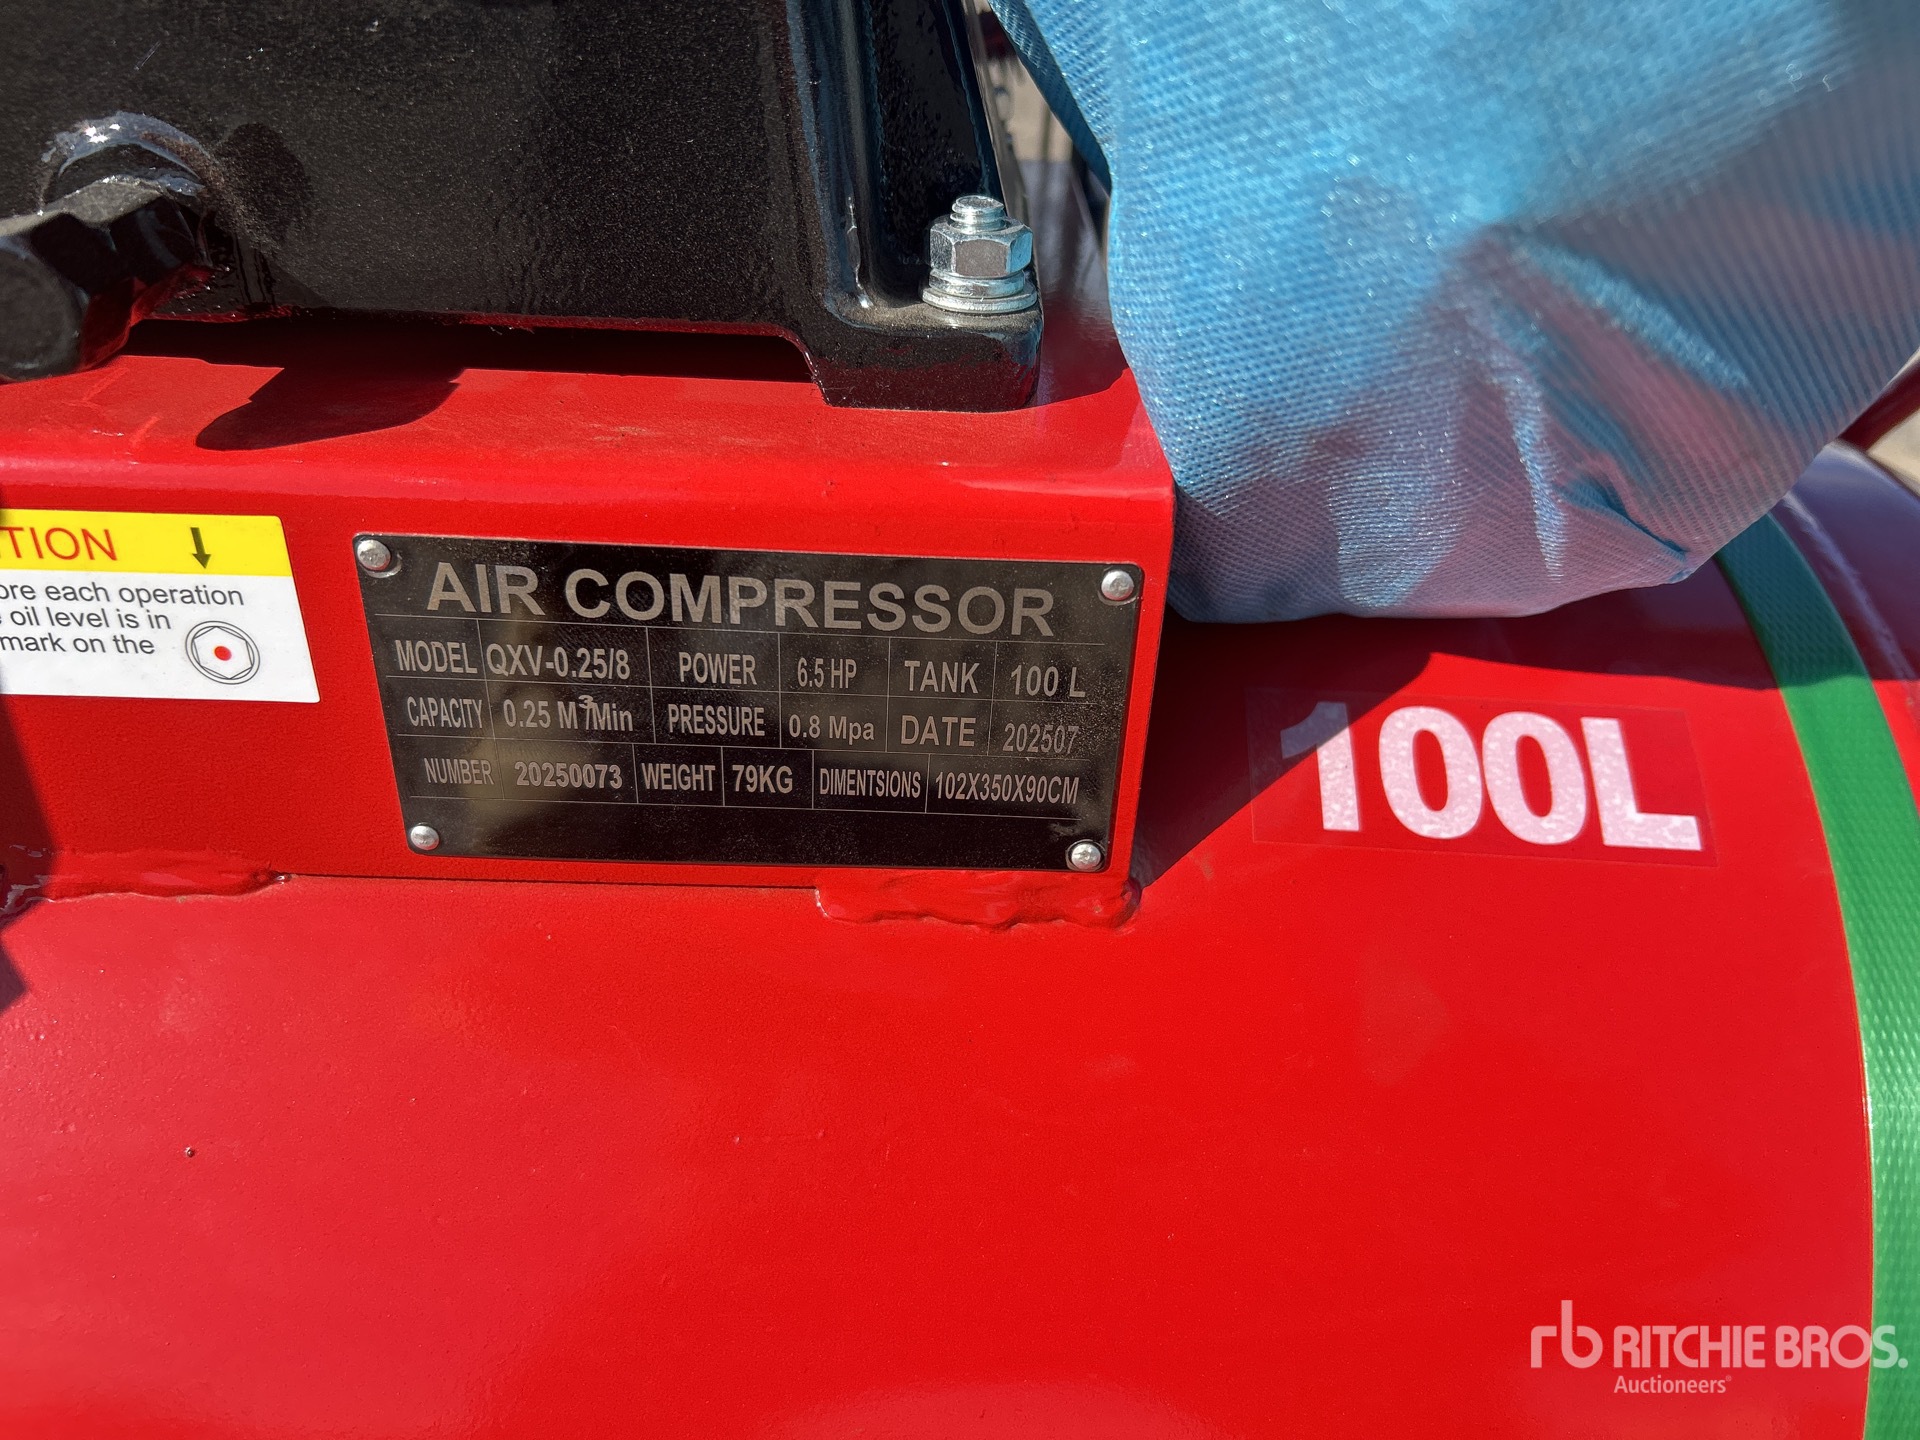 TION
ore each operation
oil level is in
mark on the
AIR COMPRESSOR
MODEL QXV-0.25/8 POWER 6.5 HP TANK 100 L
CAPACITY 0.25 M³/Min PRESSURE 0.8 Mpa DATE 202507
NUMBER 20250073 WEIGHT 79KG DIMENTSIONS 102X350X90CM
100L
rb RITCHIE BROS.
Auctioneers